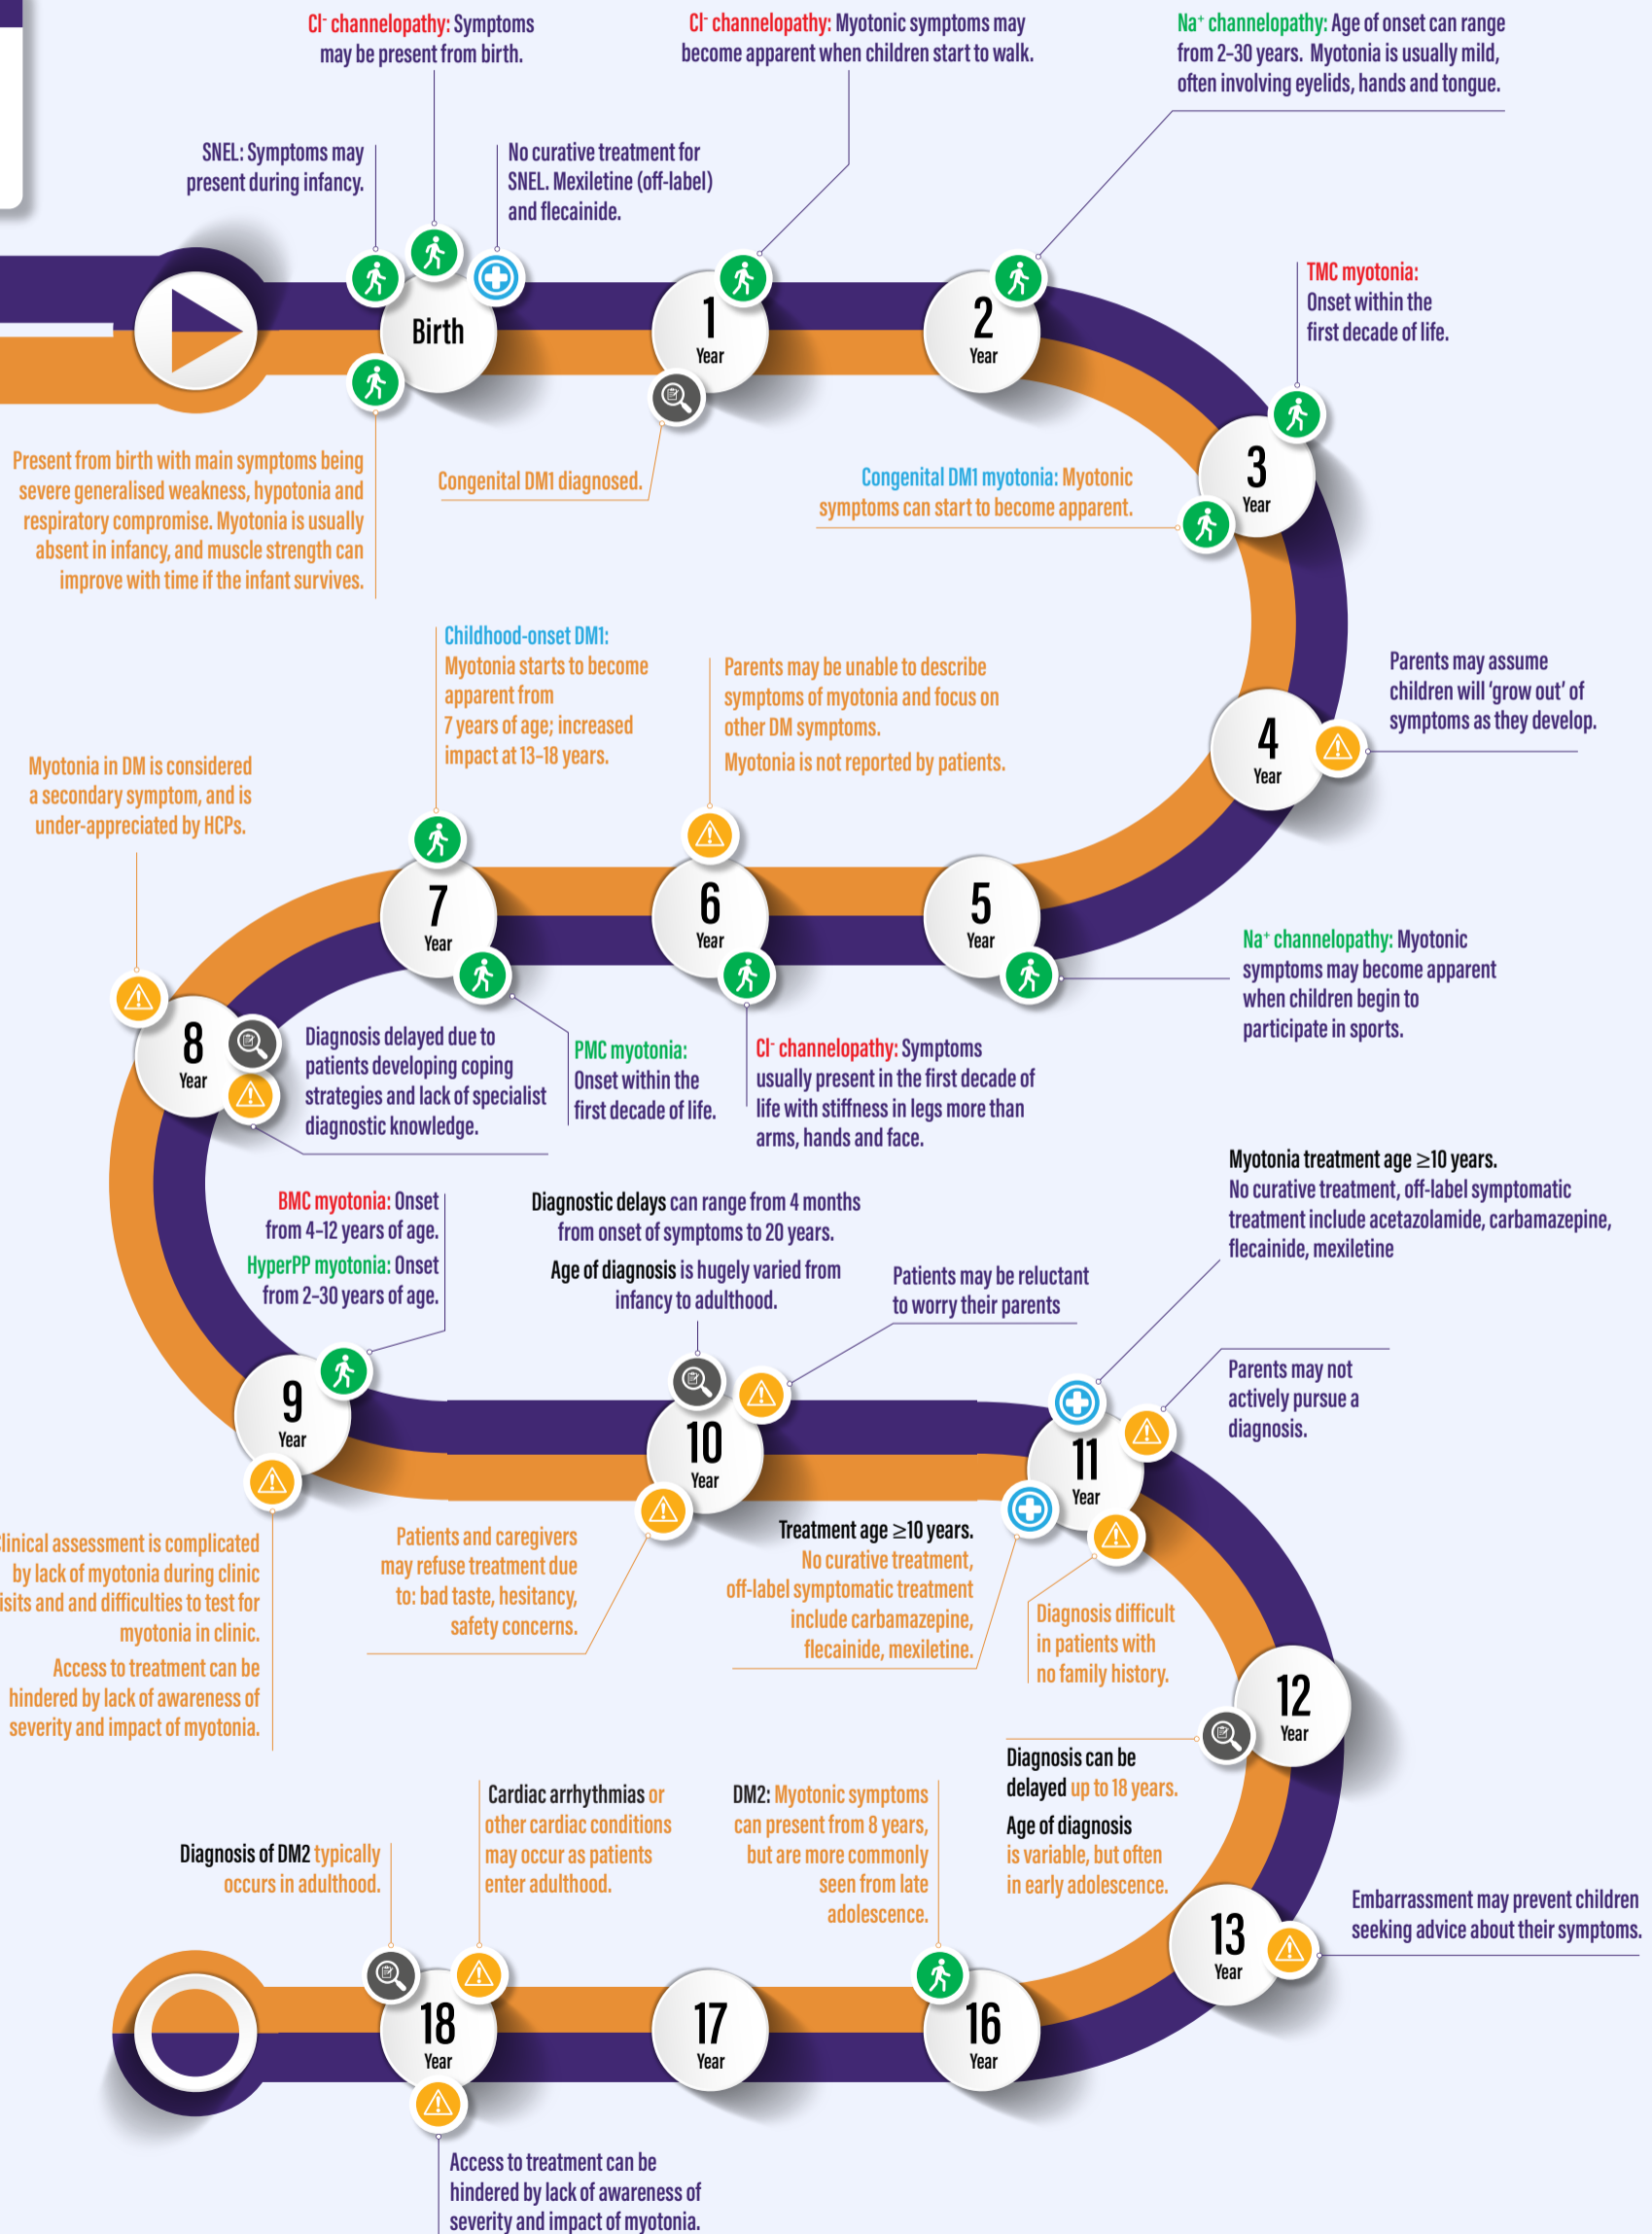 Cl⁻ channelopathy: Symptoms
may be present from birth.
Cl⁻ channelopathy: Myotonic symptoms may
become apparent when children start to walk.
Na⁺ channelopathy: Age of onset can range
from 2–30 years. Myotonia is usually mild,
often involving eyelids, hands and tongue.
SNEL: Symptoms may
present during infancy.
No curative treatment for
SNEL. Mexiletine (off-label)
and flecainide.
TMC myotonia:
Onset within the
first decade of life.
Birth
1
Year
2
Year
3
Year
Present from birth with main symptoms being
severe generalised weakness, hypotonia and
respiratory compromise. Myotonia is usually
absent in infancy, and muscle strength can
improve with time if the infant survives.
Congenital DM1 diagnosed.
Congenital DM1 myotonia: Myotonic
symptoms can start to become apparent.
Parents may assume
children will ‘grow out’ of
symptoms as they develop.
4
Year
Childhood-onset DM1:
Myotonia starts to become
apparent from
7 years of age; increased
impact at 13–18 years.
Parents may be unable to describe
symptoms of myotonia and focus on
other DM symptoms.
Myotonia is not reported by patients.
Myotonia in DM is considered
a secondary symptom, and is
under-appreciated by HCPs.
7
Year
6
Year
5
Year
Na⁺ channelopathy: Myotonic
symptoms may become apparent
when children begin to
participate in sports.
8
Year
Diagnosis delayed due to
patients developing coping
strategies and lack of specialist
diagnostic knowledge.
PMC myotonia:
Onset within the
first decade of life.
Cl⁻ channelopathy: Symptoms
usually present in the first decade of
life with stiffness in legs more than
arms, hands and face.
BMC myotonia: Onset
from 4–12 years of age.
HyperPP myotonia: Onset
from 2–30 years of age.
Diagnostic delays can range from 4 months
from onset of symptoms to 20 years.
Age of diagnosis is hugely varied from
infancy to adulthood.
Patients may be reluctant
to worry their parents
Myotonia treatment age ≥10 years.
No curative treatment, off-label symptomatic
treatment include acetazolamide, carbamazepine,
flecainide, mexiletine
Parents may not
actively pursue a
diagnosis.
9
Year
10
Year
11
Year
linical assessment is complicated
by lack of myotonia during clinic
isits and and difficulties to test for
myotonia in clinic.
Access to treatment can be
hindered by lack of awareness of
severity and impact of myotonia.
Patients and caregivers
may refuse treatment due
to: bad taste, hesitancy,
safety concerns.
Treatment age ≥10 years.
No curative treatment,
off-label symptomatic treatment
include carbamazepine,
flecainide, mexiletine.
Diagnosis difficult
in patients with
no family history.
12
Year
Diagnosis can be
delayed up to 18 years.
Age of diagnosis
is variable, but often
in early adolescence.
13
Year
Embarrassment may prevent children
seeking advice about their symptoms.
Diagnosis of DM2 typically
occurs in adulthood.
Cardiac arrhythmias or
other cardiac conditions
may occur as patients
enter adulthood.
DM2: Myotonic symptoms
can present from 8 years,
but are more commonly
seen from late
adolescence.
18
Year
17
Year
16
Year
Access to treatment can be
hindered by lack of awareness of
severity and impact of myotonia.